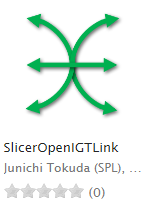 SlicerOpenIGTLink
Junichi Tokuda (SPL), ...
(0)